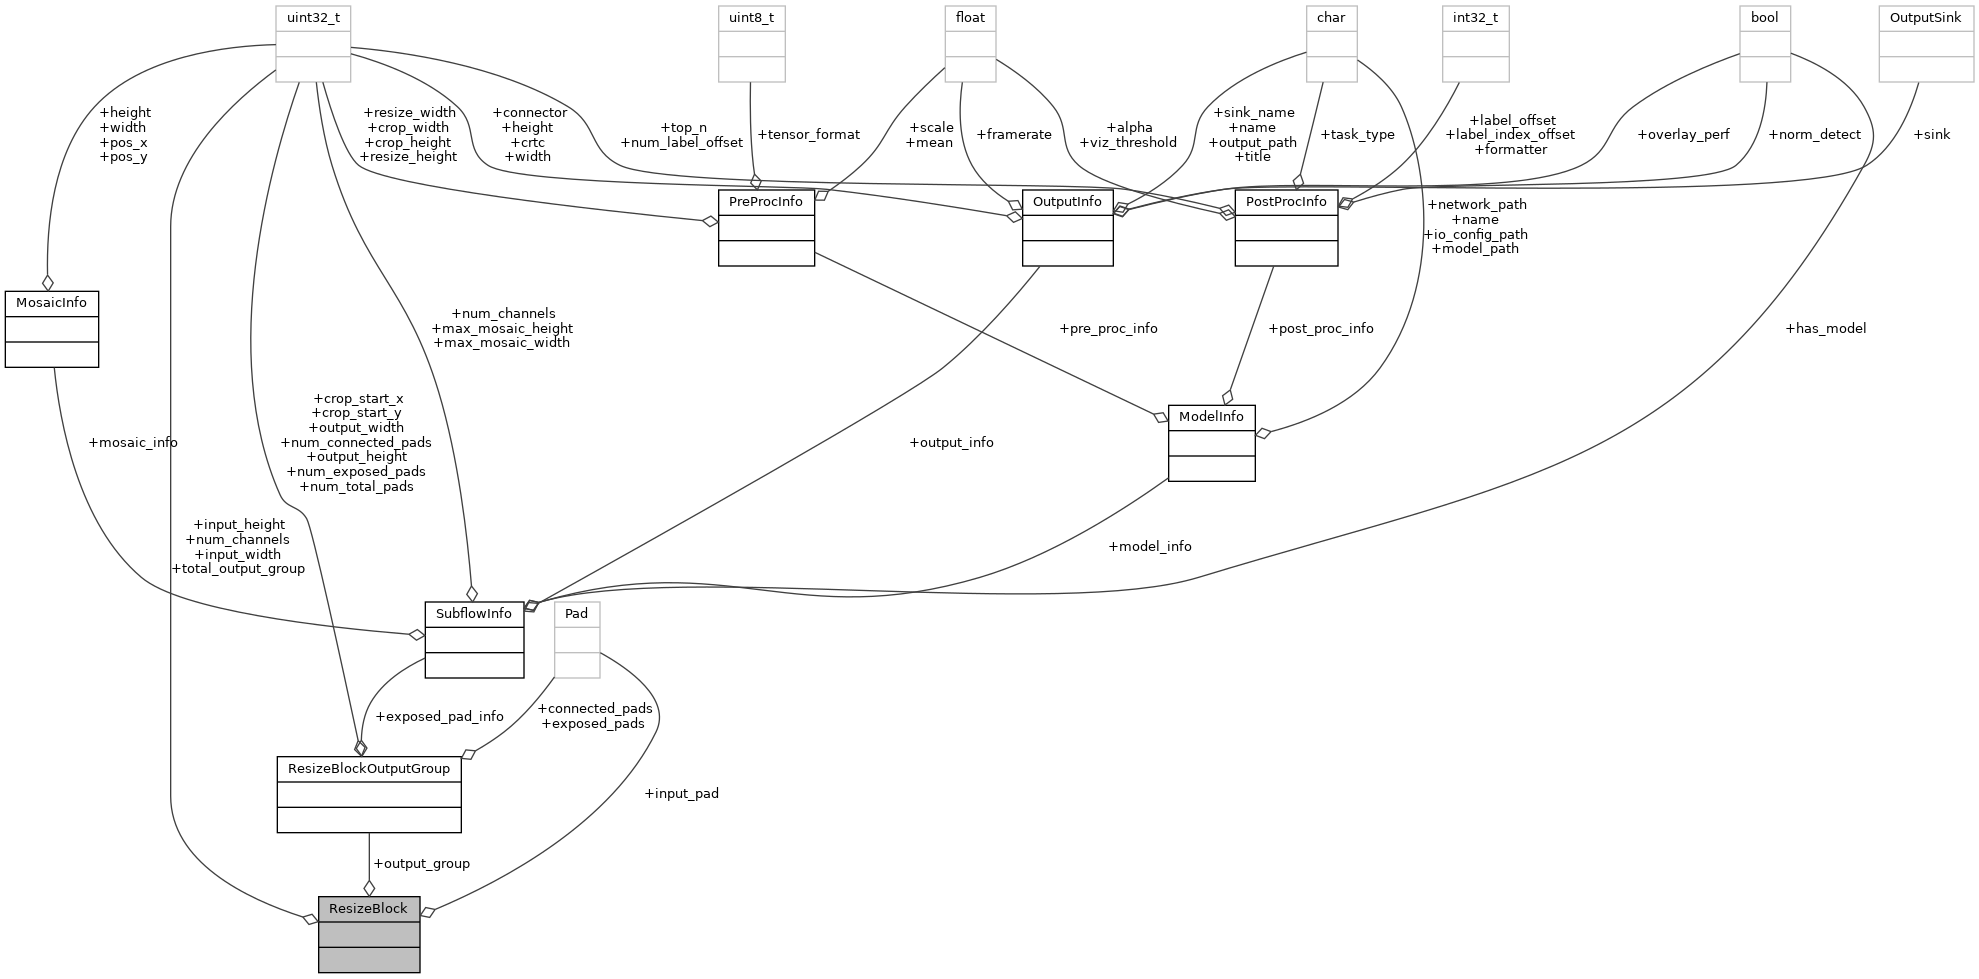 uint32_t
uint8_t
float
char
int32_t
bool
OutputSink
+height
+width
+pos_x
+pos_y
+resize_width
+crop_width
+crop_height
+resize_height
+connector
+height
+crtc
+width
+top_n
+num_label_offset
+tensor_format
+scale
+mean
+framerate
+alpha
+viz_threshold
+sink_name
+name
+output_path
+title
+task_type
+label_offset
+label_index_offset
+formatter
+overlay_perf
+norm_detect
+sink
PreProcInfo
OutputInfo
PostProcInfo
+network_path
+name
+io_config_path
+model_path
MosaicInfo
+num_channels
+max_mosaic_height
+max_mosaic_width
+pre_proc_info
+post_proc_info
+has_model
+crop_start_x
+crop_start_y
+output_width
+num_connected_pads
+output_height
+num_exposed_pads
+num_total_pads
ModelInfo
+mosaic_info
+output_info
+input_height
+num_channels
+input_width
+total_output_group
+model_info
SubflowInfo
Pad
+exposed_pad_info
+connected_pads
+exposed_pads
ResizeBlockOutputGroup
+input_pad
+output_group
ResizeBlock